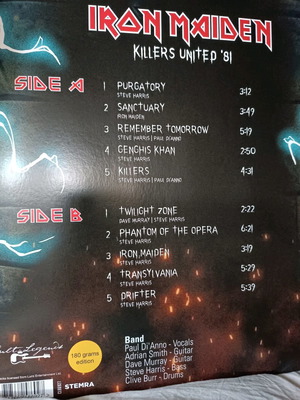 IRON MAIDEN
KILLERS UNITED '81
SIDE A
1 PURGATORY 3:12
STEVE HARRIS
2 SANCTUARY 3:49
IRON MAIDEN
3 REMEMBER TOMORROW 5:19
STEVE HARRIS | PAUL DI'ANNO
4 GENGHIS KHAN 2:50
STEVE HARRIS
5 KILLERS 4:31
STEVE HARRIS | PAUL DI'ANNO
SIDE B
1 TWILIGHT ZONE 2:22
DAVE MURRAY | STEVE HARRIS
2 PHANTOM OF THE OPERA 6:21
STEVE HARRIS
3 IRON MAIDEN 3:19
STEVE HARRIS
4 TRANSYLVANIA 5:29
STEVE HARRIS
5 DRIFTER 5:39
STEVE HARRIS
Cult Legends
180 grams
edition
Band
Paul Di'Anno - Vocals
Adrian Smith - Guitar
Dave Murray - Guitar
Steve Harris - Bass
Clive Burr - Drums
STEMRA